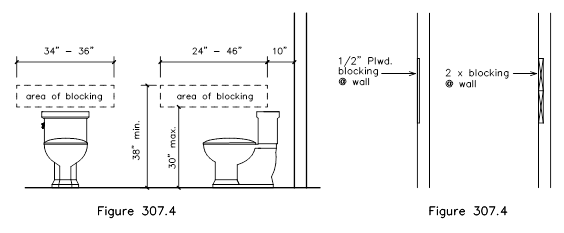 34" - 36"
24" - 46"
10"
area of blocking
area of blocking
38" min.
30" max.
Figure 307.4
1/2" Plwd.
blocking
@ wall
2 x blocking
@ wall
Figure 307.4